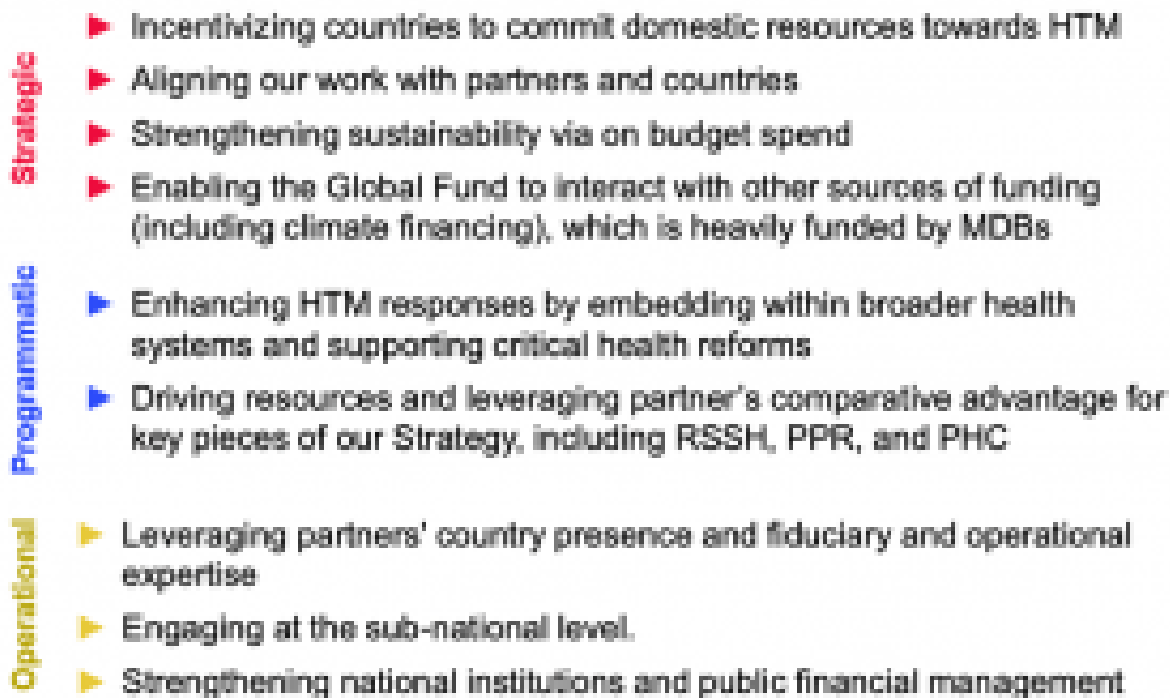 Strategic
Incentivizing countries to commit domestic resources towards HTM
Aligning our work with partners and countries
Strengthening sustainability via on budget spend
Enabling the Global Fund to interact with other sources of funding
(including climate financing), which is heavily funded by MDBs
Programmatic
Enhancing HTM responses by embedding within broader health
systems and supporting critical health reforms
Driving resources and leveraging partner's comparative advantage for
key pieces of our Strategy, including RSSH, PPR, and PHC
Operational
Leveraging partners' country presence and fiduciary and operational
expertise
Engaging at the sub-national level.
Strengthening national institutions and public financial management